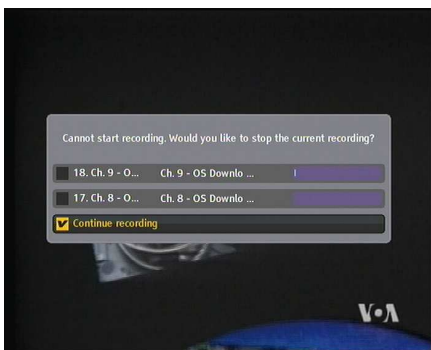 Cannot start recording. Would you like to stop the current recording?
18. Ch. 9 - O... Ch. 9 - OS Downlo ...
17. Ch. 8 - O... Ch. 8 - OS Downlo ...
Continue recording
VOA